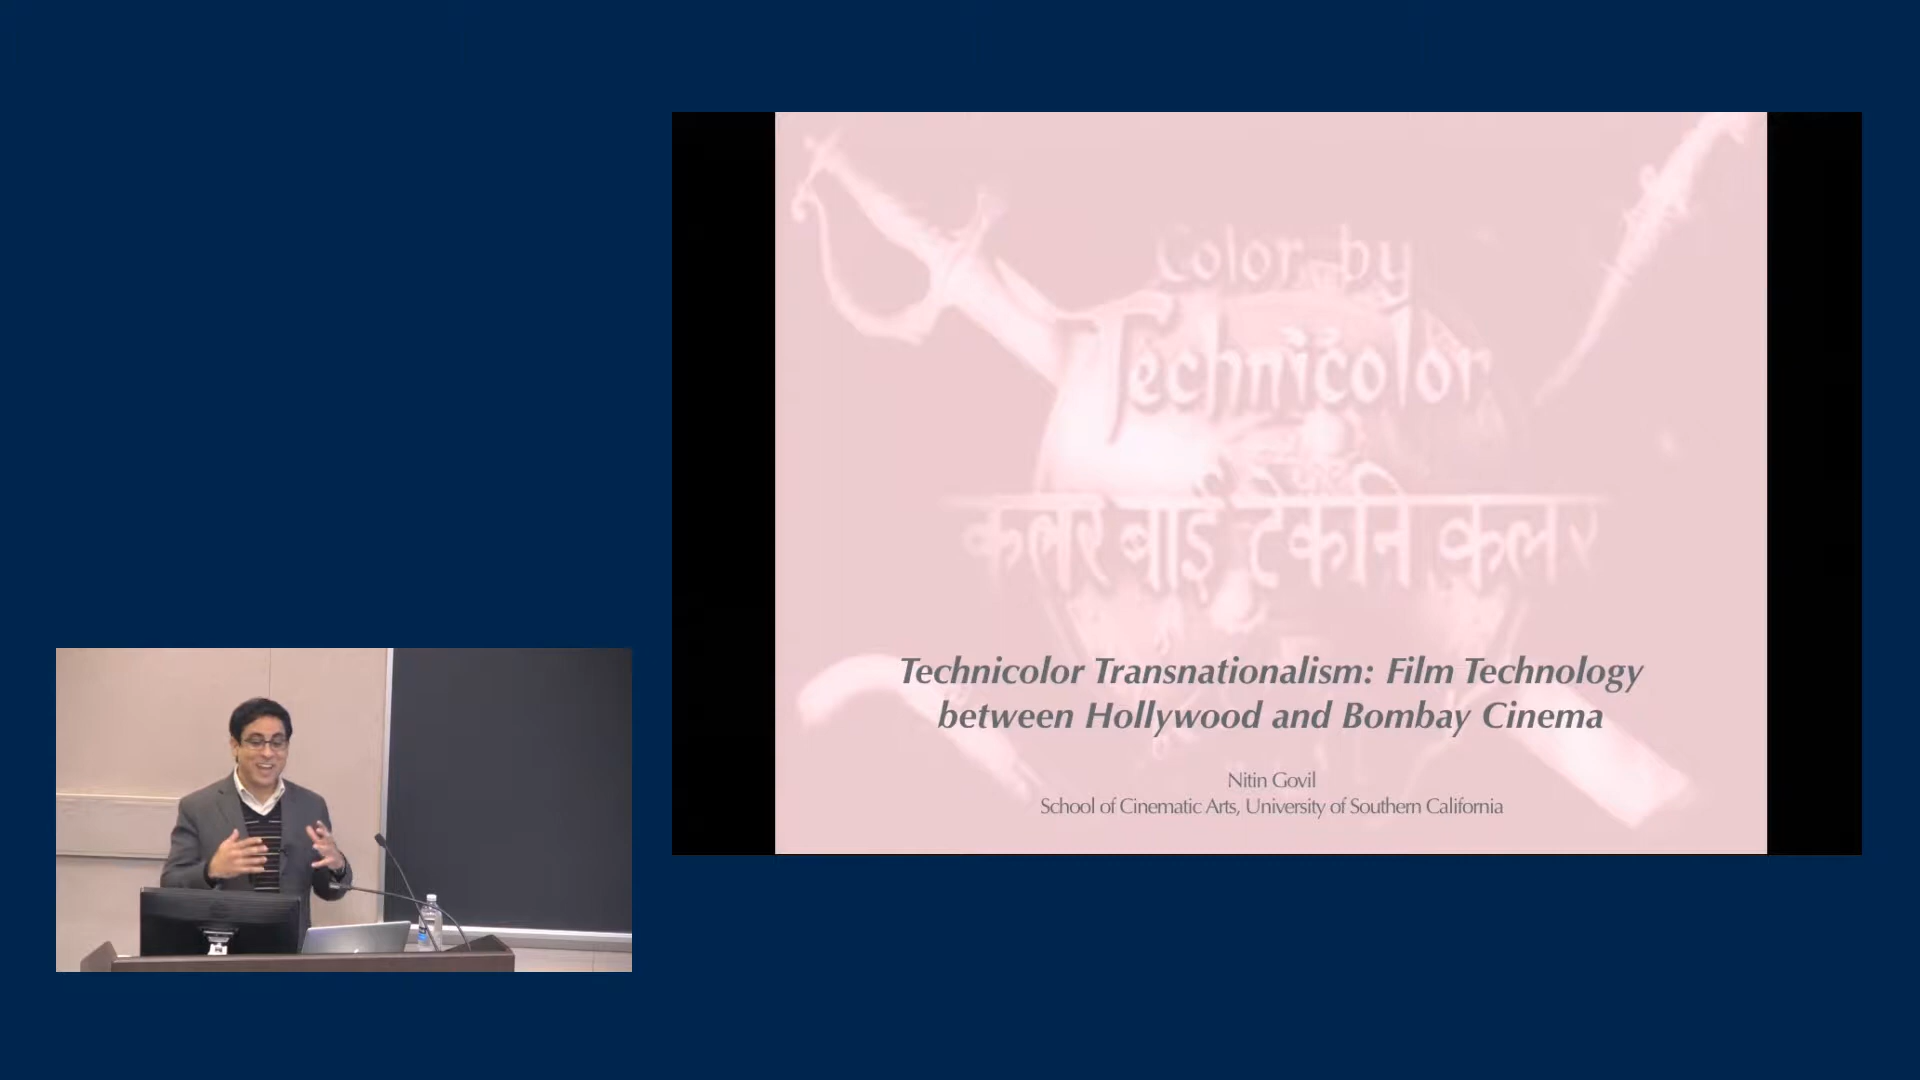 Color by
Technicolor
कलर बाई टेकनि कलर
Technicolor Transnationalism: Film Technology
between Hollywood and Bombay Cinema
Nitin Govil
School of Cinematic Arts, University of Southern California